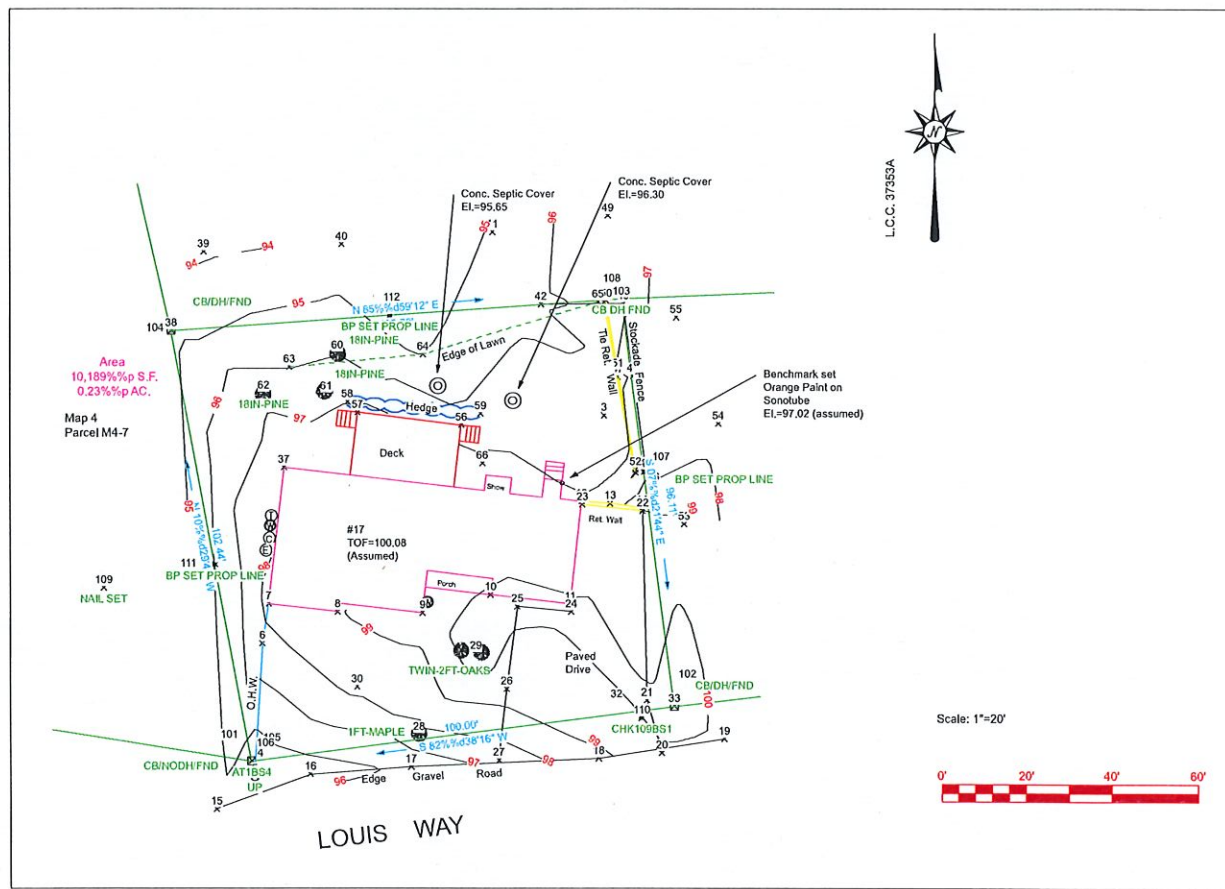 L.C.C. 37353A
Conc. Septic Cover
El.=95.65
Conc. Septic Cover
El.=96.30
49
95
96
39
40
94
94
97
108
103
CB/DH/FND
95
N 85%%d59'12" E
112
42
65
CB DH FND
55
104
38
BP SET PROP LINE
18IN-PINE
64
Edge of Lawn
Tie Ret.
Wall
Stockade
Fence
Area
10,189%%p S.F.
0.23%%p AC.
63
60
18IN-PINE
61
62
18IN-PINE
96
97
58
57
Hedge
59
56
3
54
Benchmark set
Orange Paint on
Sonotube
El.=97.02 (assumed)
Map 4
Parcel M4-7
Deck
66
37
52
107
BP SET PROP LINE
S 07%%d21'44" E
96.11'
98
99
53
Show
23
13
22
Ret. Wall
95
#17
TOF=100.08
(Assumed)
T
C
E
98
102.44'
111
BP SET PROP LINE
109
NAIL SET
7
8
9
Porch
10
11
25
24
99
6
29
TWIN-2FT-OAKS
Paved
Drive
O.H.W.
30
26
32
21
33
102
CB/DH/FND
100
110
CHK109BS1
1FT-MAPLE
28
100.00'
S 82%%d38'16" W
101
105
106
4
CB/NODH/FND
AT1BS4
UP
99
98
97
96
15
16
17
27
18
20
19
Edge
Gravel
Road
LOUIS WAY
Scale: 1"=20'
0'
20'
40'
60'
N